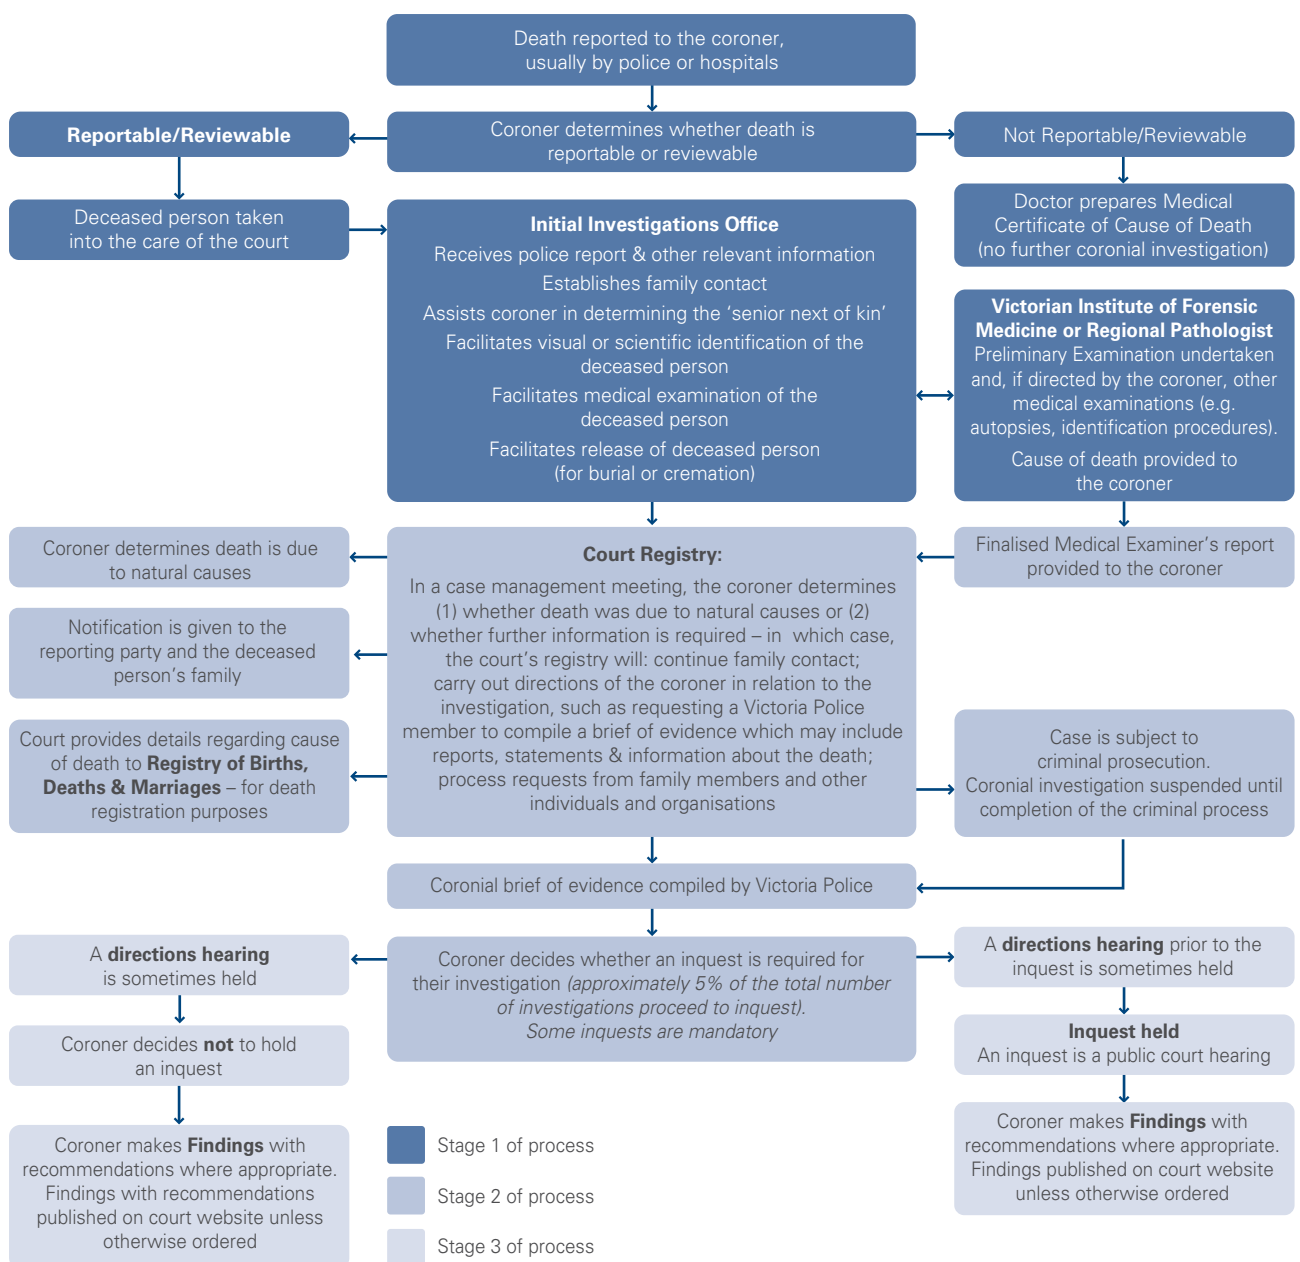 Death reported to the coroner,
usually by police or hospitals
Reportable/Reviewable
Coroner determines whether death is
reportable or reviewable
Not Reportable/Reviewable
Deceased person taken
into the care of the court
Initial Investigations Office
Receives police report & other relevant information
Establishes family contact
Assists coroner in determining the ‘senior next of kin’
Facilitates visual or scientific identification of the
deceased person
Facilitates medical examination of the
deceased person
Facilitates release of deceased person
(for burial or cremation)
Doctor prepares Medical
Certificate of Cause of Death
(no further coronial investigation)
Victorian Institute of Forensic
Medicine or Regional Pathologist
Preliminary Examination undertaken
and, if directed by the coroner, other
medical examinations (e.g.
autopsies, identification procedures).
Cause of death provided to
the coroner
Coroner determines death is due
to natural causes
Notification is given to the
reporting party and the deceased
person’s family
Court provides details regarding cause
of death to Registry of Births,
Deaths & Marriages – for death
registration purposes
Court Registry:
In a case management meeting, the coroner determines
(1) whether death was due to natural causes or (2)
whether further information is required – in which case,
the court’s registry will: continue family contact;
carry out directions of the coroner in relation to the
investigation, such as requesting a Victoria Police
member to compile a brief of evidence which may include
reports, statements & information about the death;
process requests from family members and other
individuals and organisations
Finalised Medical Examiner’s report
provided to the coroner
Case is subject to
criminal prosecution.
Coronial investigation suspended until
completion of the criminal process
Coronial brief of evidence compiled by Victoria Police
A directions hearing
is sometimes held
Coroner decides whether an inquest is required for
their investigation (approximately 5% of the total number
of investigations proceed to inquest).
Some inquests are mandatory
A directions hearing prior to the
inquest is sometimes held
Coroner decides not to hold
an inquest
Inquest held
An inquest is a public court hearing
Coroner makes Findings with
recommendations where appropriate.
Findings with recommendations
published on court website unless
otherwise ordered
Stage 1 of process
Stage 2 of process
Stage 3 of process
Coroner makes Findings with
recommendations where appropriate.
Findings published on court website
unless otherwise ordered